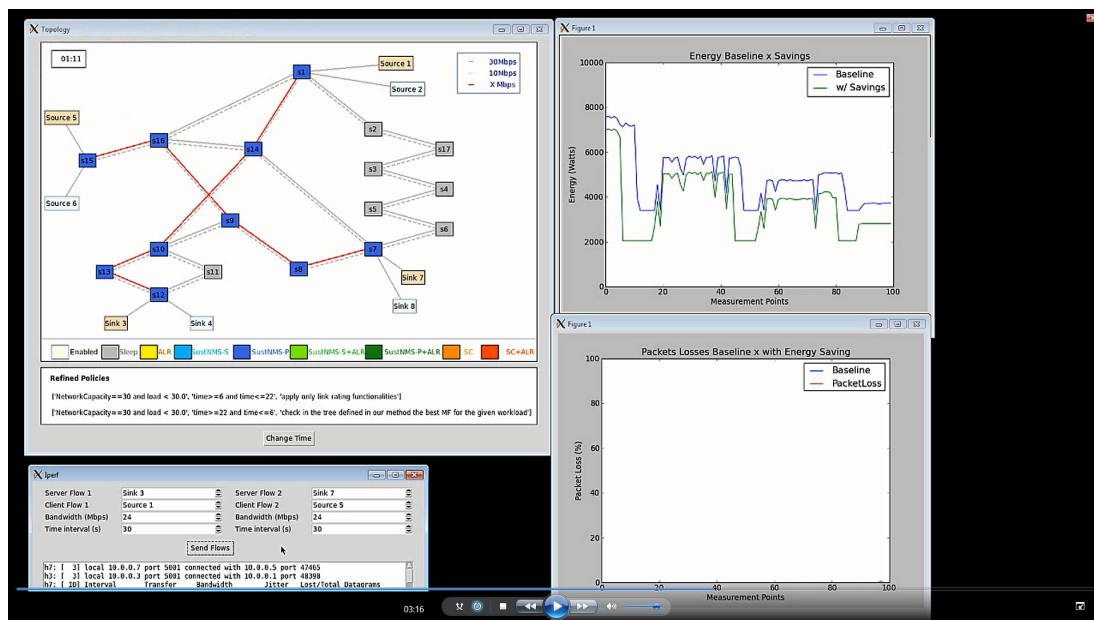 Topology
01:11
30Mbps
10Mbps
X Mbps
s1
Source 1
Source 2
Source 5
s2
s16
s14
s17
s15
s3
s4
Source 6
s5
s9
s6
s10
s7
s13
s11
s8
Sink 7
s12
Sink 8
Sink 3
Sink 4
Enabled
Sleep
ALR
SustNMS-S
SustNMS-P
SustNMS-S+ALR
SustNMS-P+ALR
SC
SC+ALR
Refined Policies
['NetworkCapacity==30 and load < 30.0', 'time>=6 and time<=22', 'apply only link rating functionalities']
['NetworkCapacity==30 and load < 30.0', 'time>=22 and time<=6', 'check in the tree defined in our method the best MF for the given workload']
Change Time
Iperf
Server Flow 1 Sink 3 Server Flow 2 Sink 7
Client Flow 1 Source 1 Client Flow 2 Source 5
Bandwidth (Mbps) 24 Bandwidth (Mbps) 24
Time interval (s) 30 Time interval (s) 30
Send Flows
h7: [ 3] local 10.0.0.7 port 5001 connected with 10.0.0.5 port 47465
h3: [ 3] local 10.0.0.3 port 5001 connected with 10.0.0.1 port 48398
h7: [ ID] Interval Transfer Bandwidth Jitter Lost/Total Datagrams
Figure 1
Energy Baseline x Savings
Baseline
w/ Savings
Energy (Watts)
10000
8000
6000
4000
2000
0
0 20 40 60 80 100
Measurement Points
Figure 1
Packets Losses Baseline x with Energy Saving
Baseline
PacketLoss
Packet Loss (%)
100
80
60
40
20
0
0 20 40 60 80 100
Measurement Points
03:16